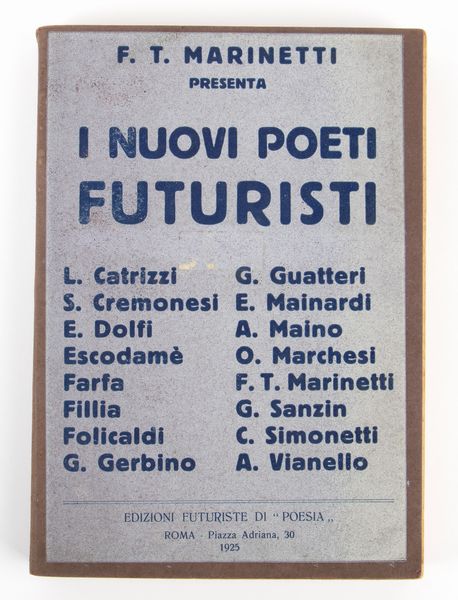 F. T. MARINETTI
PRESENTA
I NUOVI POETI
FUTURISTI
L. Catrizzi
S. Cremonesi
E. Dolfi
Escodamè
Farfa
Fillia
Folicaldi
G. Gerbino
G. Guatteri
E. Mainardi
A. Maino
O. Marchesi
F. T. Marinetti
G. Sanzin
C. Simonetti
A. Vianello
EDIZIONI FUTURISTE DI “ POESIA „
ROMA - Piazza Adriana, 30
1925